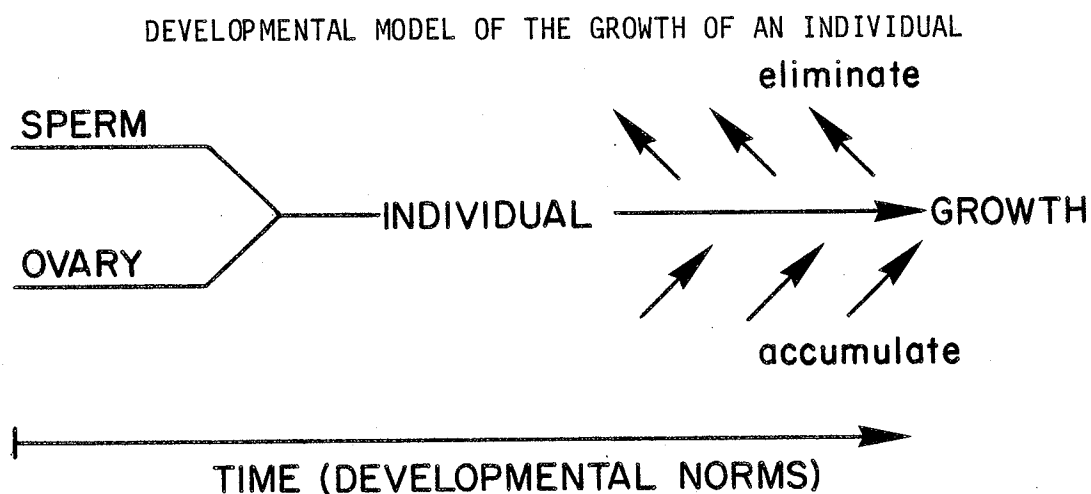 DEVELOPMENTAL MODEL OF THE GROWTH OF AN INDIVIDUAL
eliminate
SPERM
INDIVIDUAL
GROWTH
OVARY
accumulate
TIME (DEVELOPMENTAL NORMS)